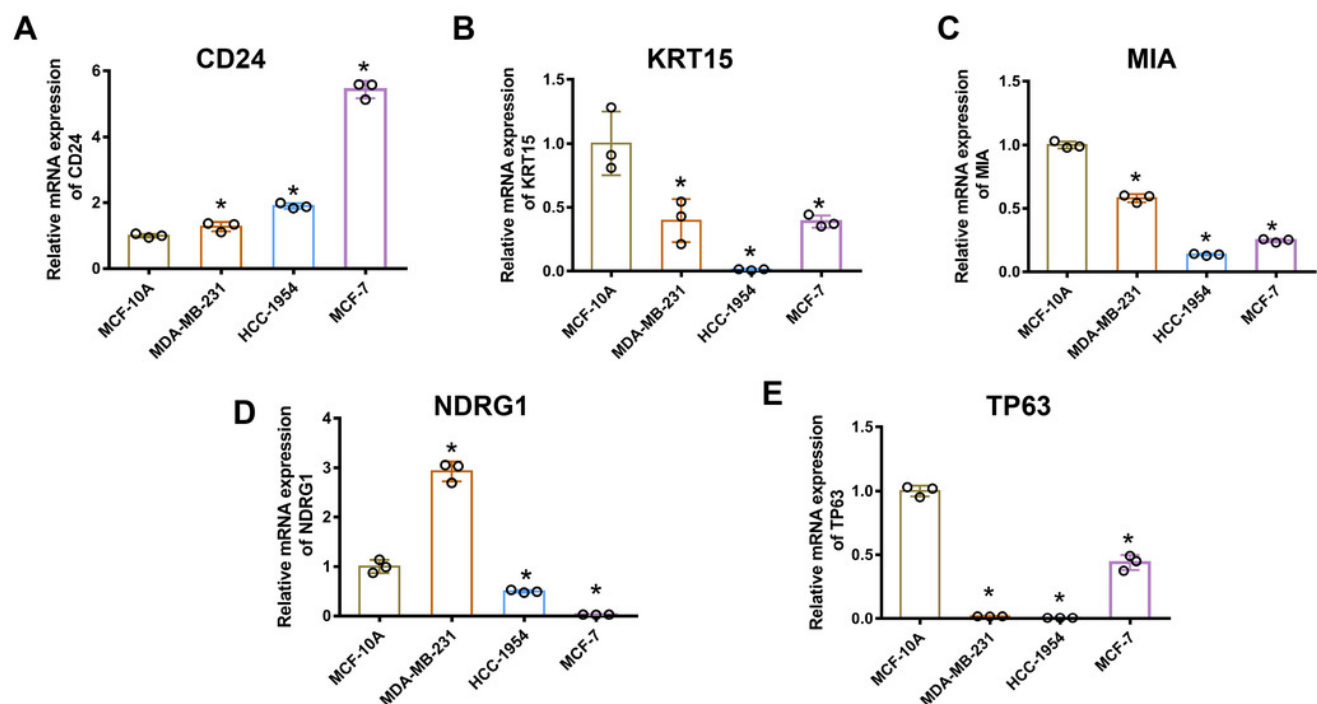 A
CD24
Relative mRNA expression
of CD24
6
4
2
0
*
*
*
MCF-10A
MDA-MB-231
HCC-1954
MCF-7
B
KRT15
Relative mRNA expression
of KRT15
1.5
1.0
0.5
0.0
*
*
*
MCF-10A
MDA-MB-231
HCC-1954
MCF-7
C
MIA
Relative mRNA expression
of MIA
1.5
1.0
0.5
0.0
*
*
*
MCF-10A
MDA-MB-231
HCC-1954
MCF-7
D
NDRG1
Relative mRNA expression
of NDRG1
4
3
2
1
0
*
*
*
MCF-10A
MDA-MB-231
HCC-1954
MCF-7
E
TP63
Relative mRNA expression
of TP63
1.5
1.0
0.5
0.0
*
*
*
MCF-10A
MDA-MB-231
HCC-1954
MCF-7